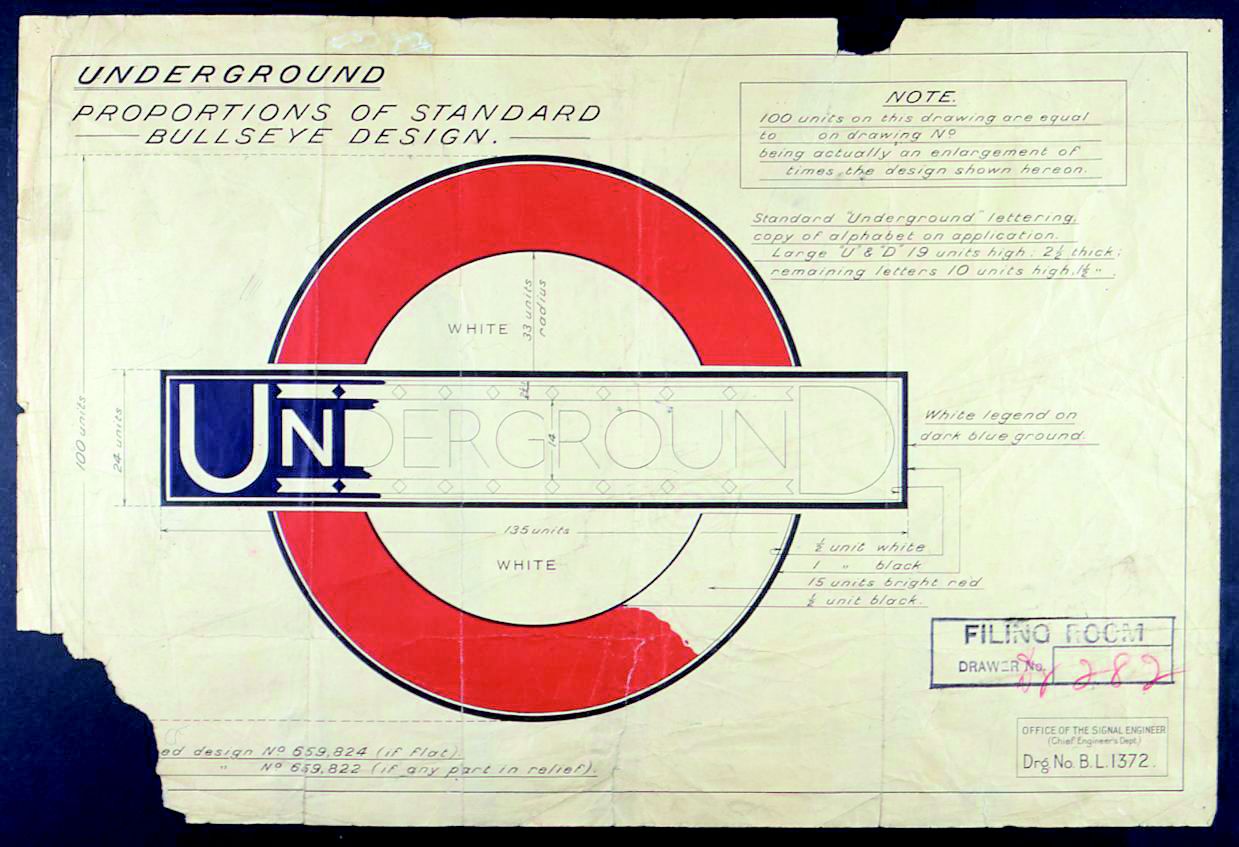 UNDERGROUND
PROPORTIONS OF STANDARD
BULLSEYE DESIGN.
NOTE.
100 units on this drawing are equal
to on drawing Nº
being actually an enlargement of
times the design shown hereon.
Standard "Underground" lettering,
copy of alphabet on application.
Large "U" & "D" 19 units high; 2½ thick;
remaining letters 10 units high, 1½ " .
WHITE
33 units
radius
100 units
24 units
UNDERGROUND
14
White legend on
dark blue ground.
135 units
WHITE
½ unit white
1 " black
15 units bright red
½ unit black.
FILING ROOM
DRAWER No.
282
OFFICE OF THE SIGNAL ENGINEER
(Chief Engineer's Dept.)
Drg. No. B.L.1372.
ed design Nº 659,824 (if flat).
" Nº 659,822 (if any part in relief).